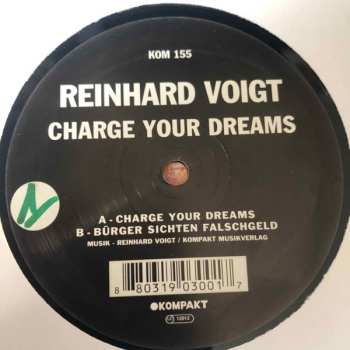 KOM 155
REINHARD VOIGT
CHARGE YOUR DREAMS
A - CHARGE YOUR DREAMS
B - BÜRGER SICHTEN FALSCHGELD
MUSIK - REINHARD VOIGT / KOMPAKT MUSIKVERLAG
8 80319 03001 7
KOMPAKT